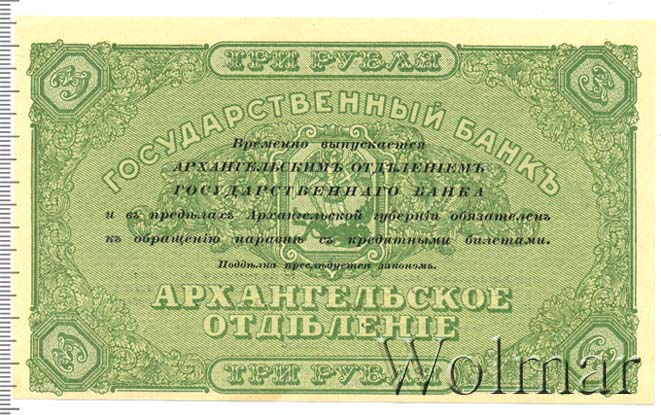 ТРИ РУБЛЯ
ГОСУДАРСТВЕННЫЙ БАНКЪ
Временно выпускается
АРХАНГЕЛЬСКИМЪ ОТДѢЛЕНІЕМЪ
ГОСУДАРСТВЕННАГО БАНКА
и въ предѣлахъ Архангельской губерніи обязателенъ
къ обращенію наравнѣ съ кредитными билетами.
Поддѣлка преслѣдуется закономъ.
АРХАНГЕЛЬСКОЕ
ОТДѢЛЕНІЕ
ТРИ РУБЛЯ
Wolmar